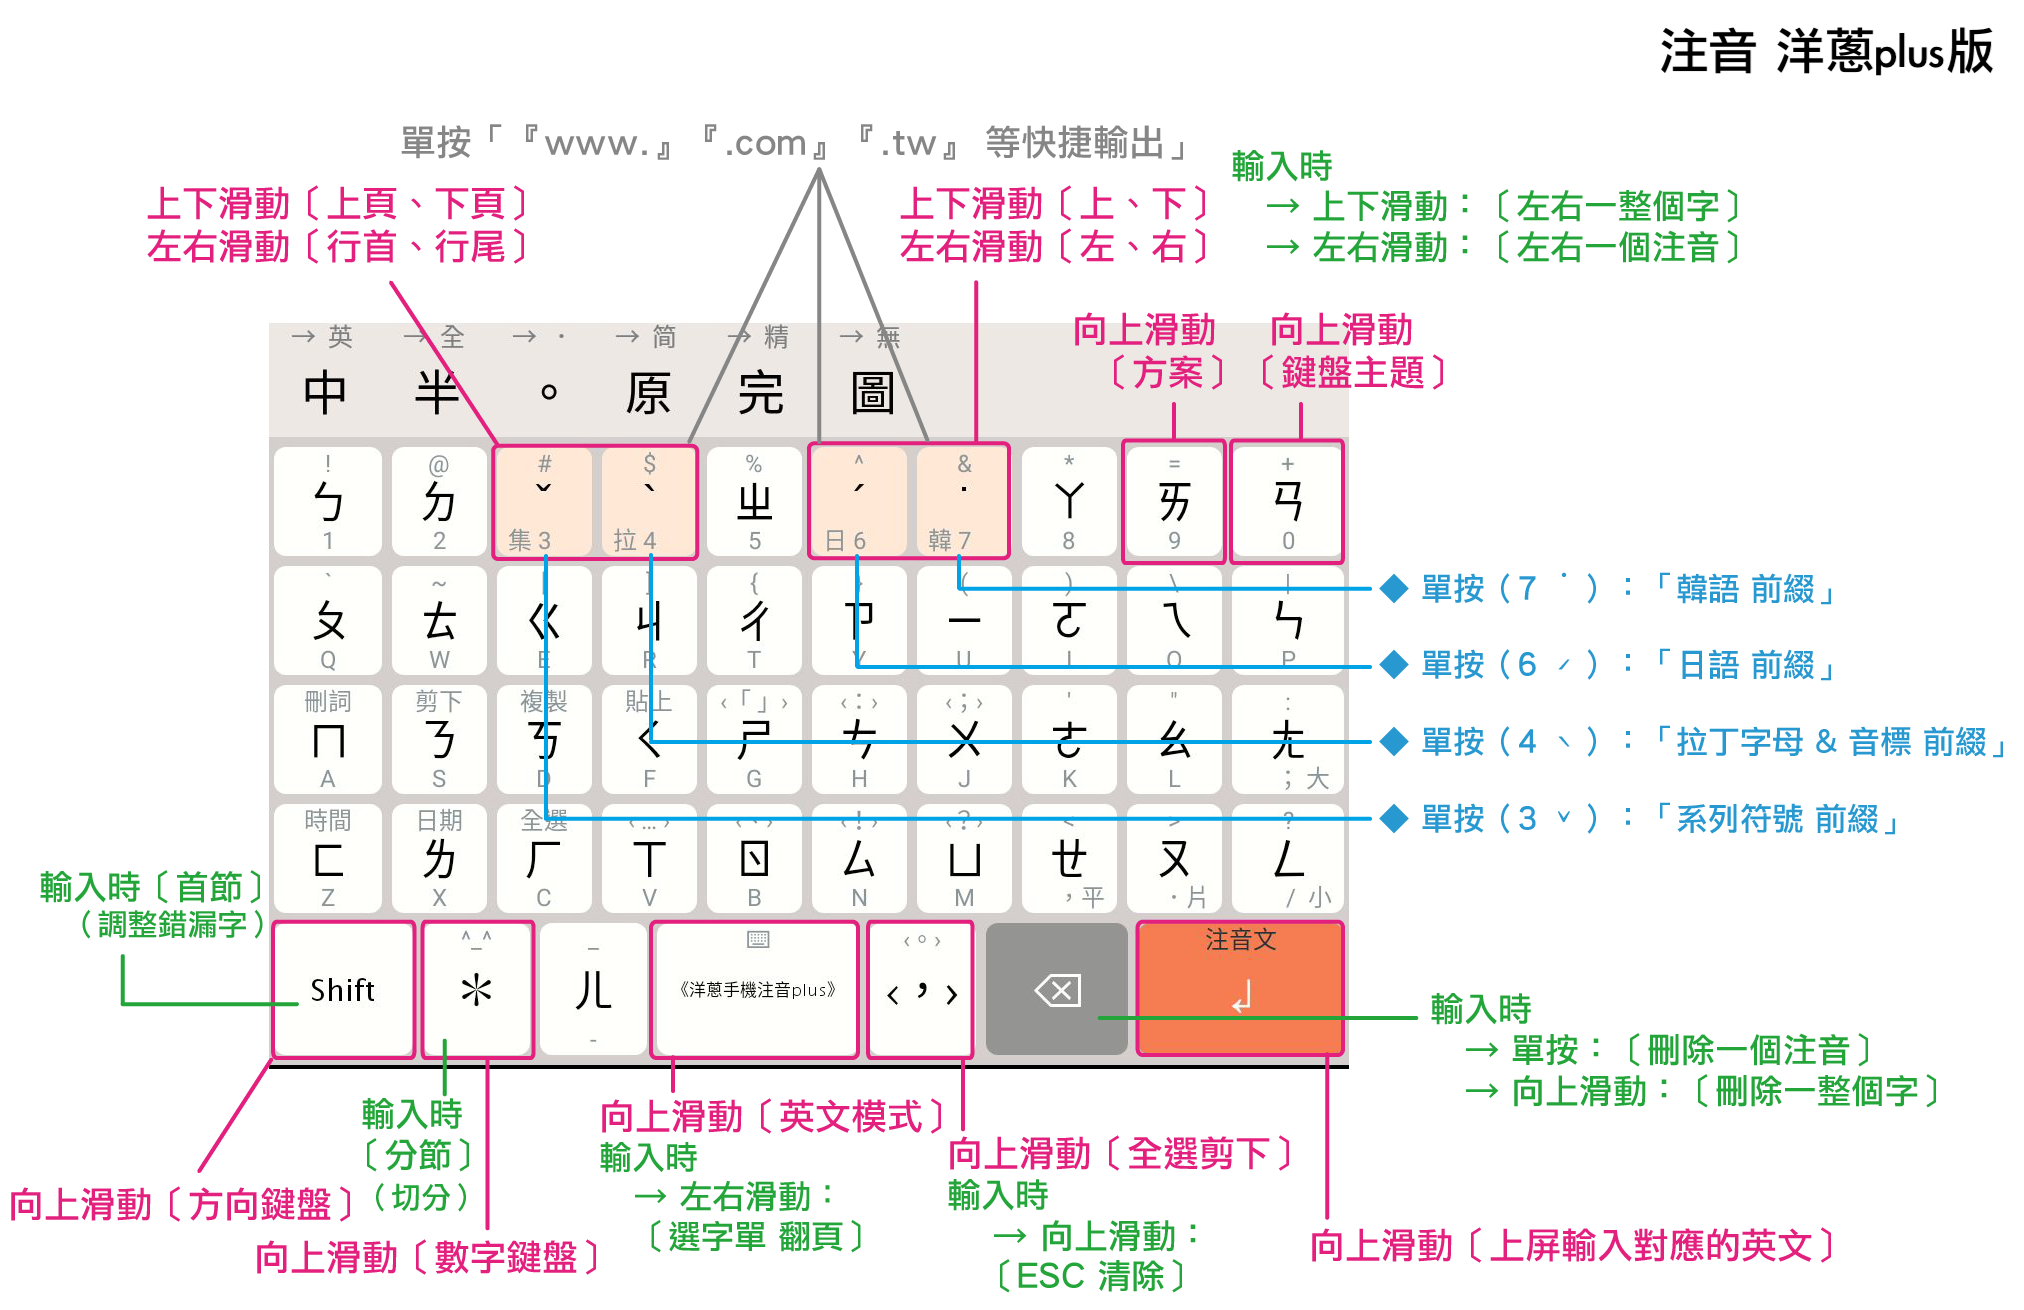 注音 洋蔥plus版
單按「『www.』『.com』『.tw』 等快捷輸出」
上下滑動〔上頁、下頁〕
左右滑動〔行首、行尾〕
上下滑動〔上、下〕
左右滑動〔左、右〕
輸入時
→ 上下滑動：〔左右一整個字〕
→ 左右滑動：〔左右一個注音〕
向上滑動
〔方案〕
向上滑動
〔鍵盤主題〕
→ 英 → 全 → · → 简 → 精 → 無
中 半 。 原 完 圖
! @ # $ % ^ & * = +
ㄅ ㄉ ˇ ˋ ㄓ ˊ ˙ ㄚ ㄞ ㄢ
1 2 集 3 拉 4 5 日 6 韓 7 8 9 0
` ~ [ ] { } ( ) \ |
ㄆ ㄊ ㄍ ㄐ ㄔ ㄗ ㄧ ㄛ ㄟ ㄣ
Q W E R T Y U I O P
刪詞 剪下 複製 貼上 ‹「」› ‹：› ‹；› ' " :
ㄇ ㄋ ㄎ ㄑ ㄕ ㄘ ㄨ ㄜ ㄠ ㄤ
A S D F G H J K L ；大
時間 日期 全選 ‹…› ‹、› ‹！› ‹？› < > ?
ㄈ ㄌ ㄏ ㄒ ㄖ ㄙ ㄩ ㄝ ㄡ ㄥ
Z X C V B N M ，平 ．片 / 小
^_^ _ ‹。› 注音文
Shift ＊ ㄦ 《洋蔥手機注音plus》 ‹，›
-
◆ 單按（7 ˙ ）：「韓語 前綴」
◆ 單按（6 ˊ ）：「日語 前綴」
◆ 單按（4 ˋ ）：「拉丁字母 & 音標 前綴」
◆ 單按（3 ˇ ）：「系列符號 前綴」
輸入時〔首節〕
（調整錯漏字）
向上滑動〔方向鍵盤〕
輸入時
〔分節〕
（切分）
向上滑動〔數字鍵盤〕
向上滑動〔英文模式〕
輸入時
→ 左右滑動：
〔選字單 翻頁〕
向上滑動〔全選剪下〕
輸入時
→ 向上滑動：
〔ESC 清除〕
輸入時
→ 單按：〔刪除一個注音〕
→ 向上滑動：〔刪除一整個字〕
向上滑動〔上屏輸入對應的英文〕